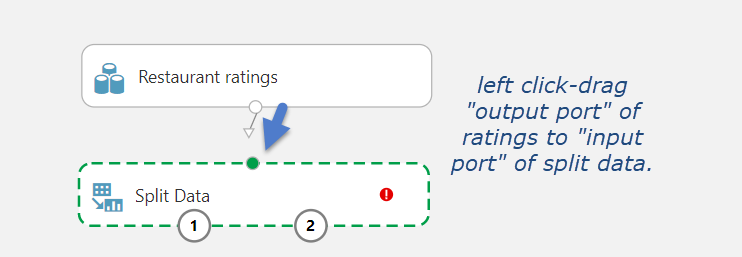 Restaurant ratings
left click-drag
"output port" of
ratings to "input
port" of split data.
Split Data
!
1
2